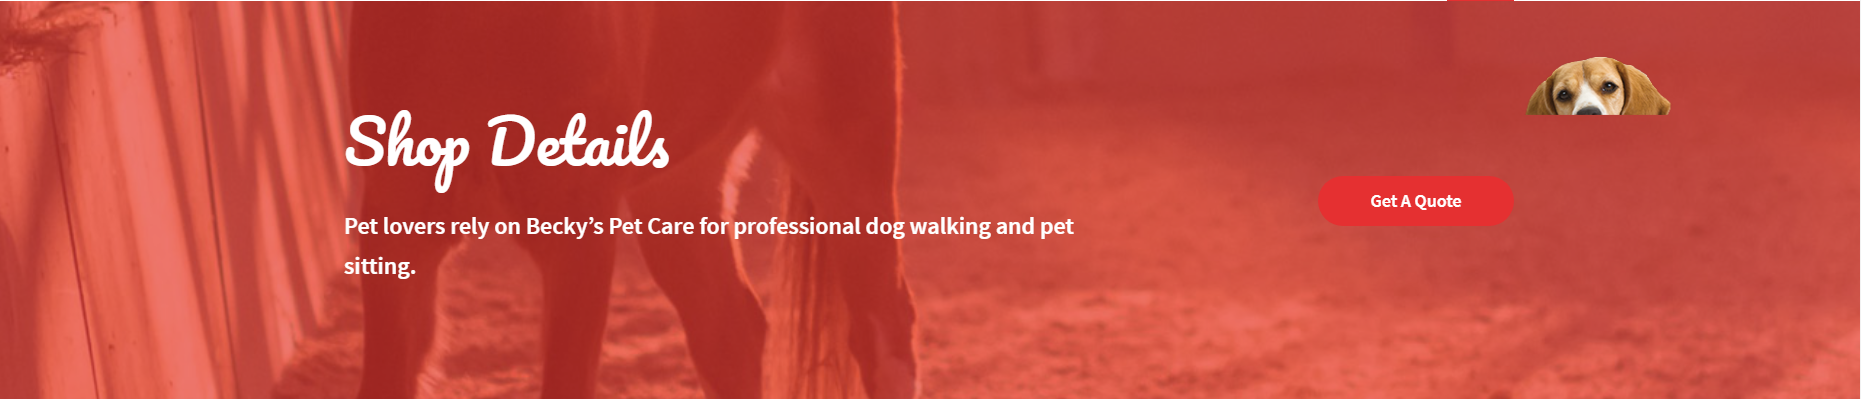 Shop Details
Pet lovers rely on Becky’s Pet Care for professional dog walking and pet
sitting.
Get A Quote